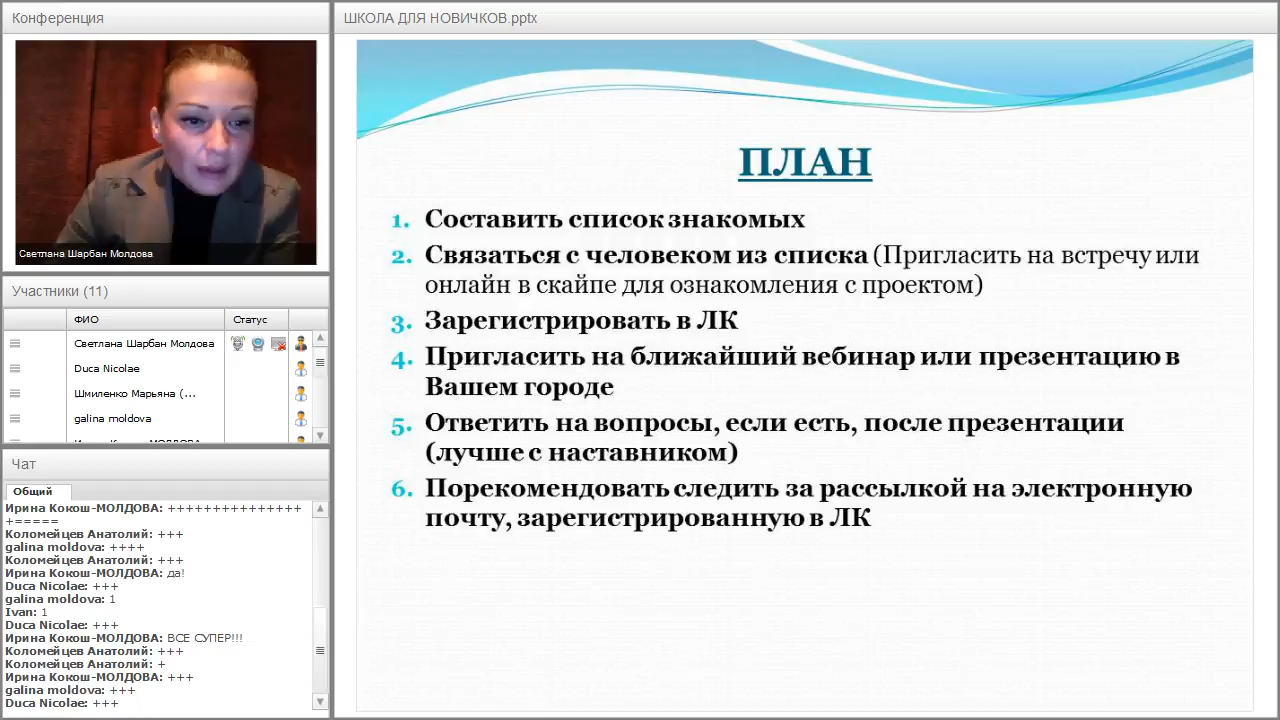 Конференция
Светлана Шарбан Молдова
Участники (11)
ФИО
Статус
Светлана Шарбан Молдова
Duca Nicolae
Шмиленко Марьяна (...
galina moldova
Чат
Общий
Ирина Кокош-МОЛДОВА: +++++++++++++++
+=====
Коломейцев Анатолий: +++
galina moldova: ++++
Коломейцев Анатолий: +++
Ирина Кокош-МОЛДОВА: да!
Duca Nicolae: +++
galina moldova: 1
Ivan: 1
Duca Nicolae: +++
Ирина Кокош-МОЛДОВА: ВСЕ СУПЕР!!!
Коломейцев Анатолий: +++
Коломейцев Анатолий: +
Ирина Кокош-МОЛДОВА: +++
galina moldova: +++
Duca Nicolae: +++
ШКОЛА ДЛЯ НОВИЧКОВ.pptx
ПЛАН
1. Составить список знакомых
2. Связаться с человеком из списка (Пригласить на встречу или
онлайн в скайпе для ознакомления с проектом)
3. Зарегистрировать в ЛК
4. Пригласить на ближайший вебинар или презентацию в
Вашем городе
5. Ответить на вопросы, если есть, после презентации
(лучше с наставником)
6. Порекомендовать следить за рассылкой на электронную
почту, зарегистрированную в ЛК